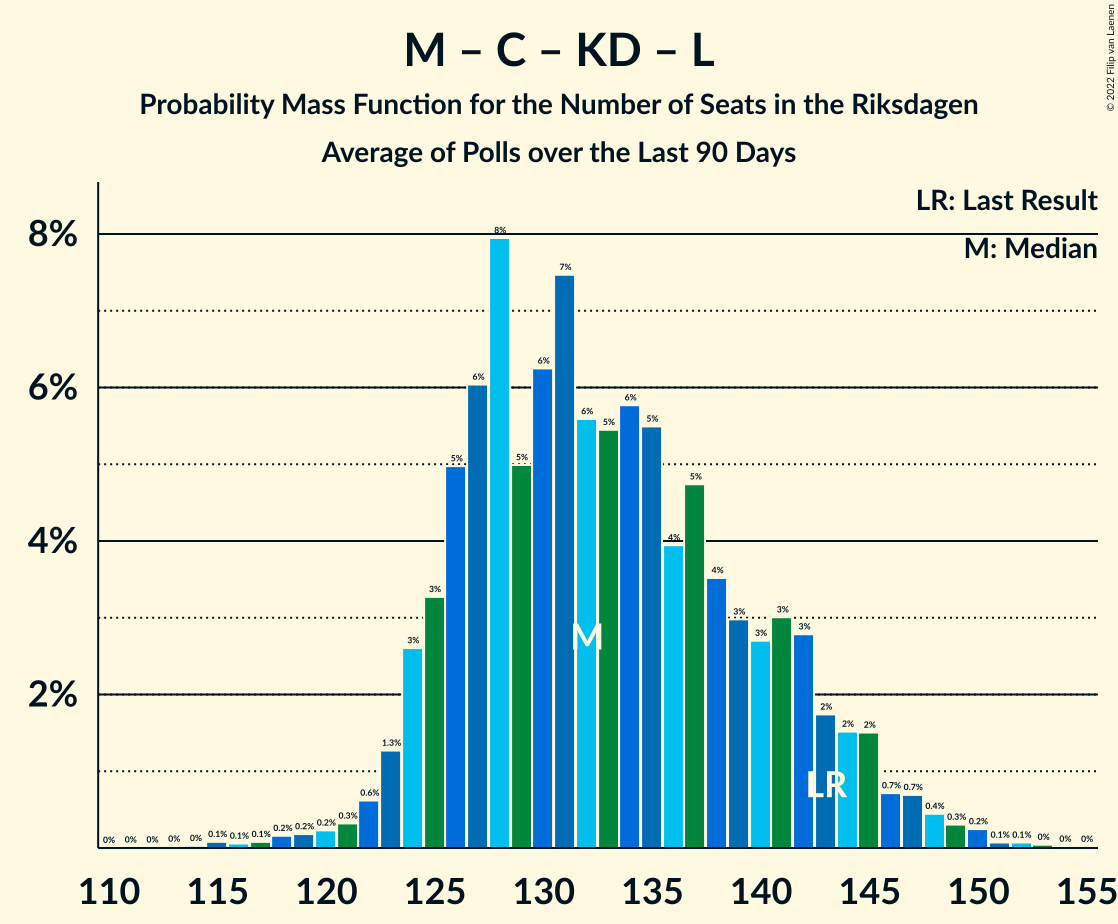 M – C – KD – L
Probability Mass Function for the Number of Seats in the Riksdagen
Average of Polls over the Last 90 Days
© 2022 Filip van Laenen
LR: Last Result
M: Median
8%
6%
4%
2%
0% 0% 0% 0% 0% 0.1% 0.1% 0.1% 0.2% 0.2% 0.2% 0.3% 0.6% 1.3% 3% 3% 5% 6% 8% 5% 6% 7% 6% 5% 6% 5% 4% 5% 4% 3% 3% 3% 3% 2% 2% 2% 0.7% 0.7% 0.4% 0.3% 0.2% 0.1% 0.1% 0% 0% 0%
M
LR
110 115 120 125 130 135 140 145 150 155